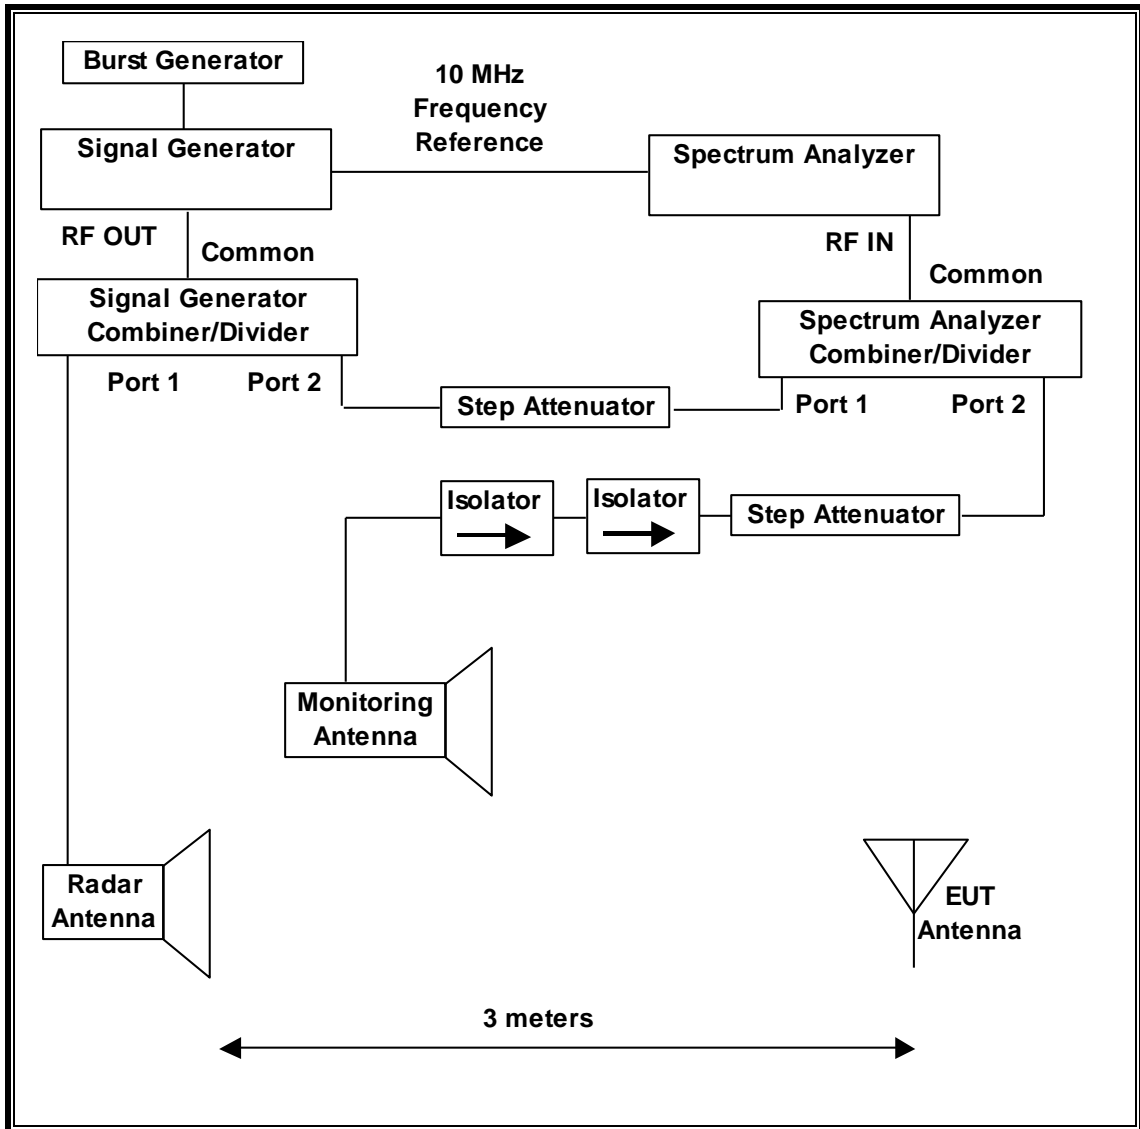 Burst Generator
10 MHz
Frequency
Reference
Signal Generator
Spectrum Analyzer
RF OUT
Common
RF IN
Common
Signal Generator
Combiner/Divider
Spectrum Analyzer
Combiner/Divider
Port 1
Port 2
Step Attenuator
Port 1
Port 2
Isolator
Isolator
Step Attenuator
Monitoring
Antenna
Radar
Antenna
EUT
Antenna
3 meters